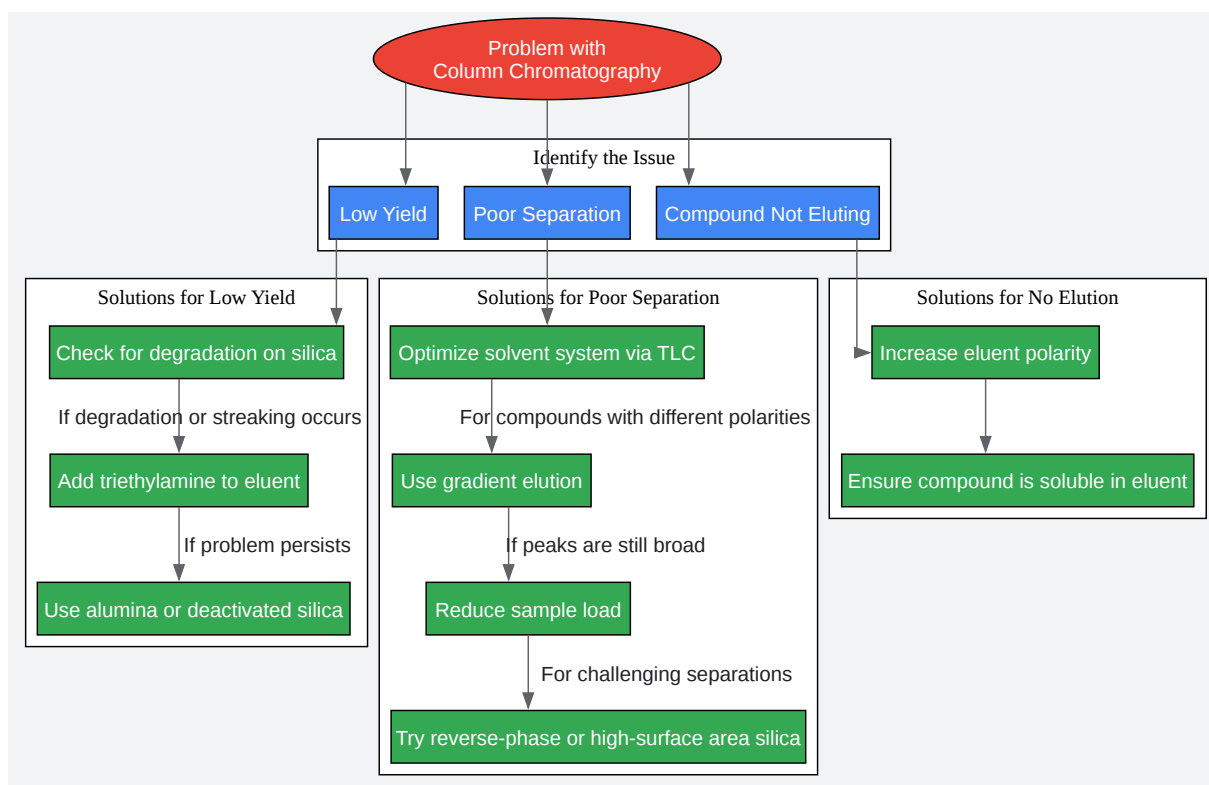 Problem with
Column Chromatography
Identify the Issue
Low Yield
Poor Separation
Compound Not Eluting
Solutions for Low Yield
Check for degradation on silica
If degradation or streaking occurs
Add triethylamine to eluent
If problem persists
Use alumina or deactivated silica
Solutions for Poor Separation
Optimize solvent system via TLC
For compounds with different polarities
Use gradient elution
If peaks are still broad
Reduce sample load
For challenging separations
Try reverse-phase or high-surface area silica
Solutions for No Elution
Increase eluent polarity
Ensure compound is soluble in eluent